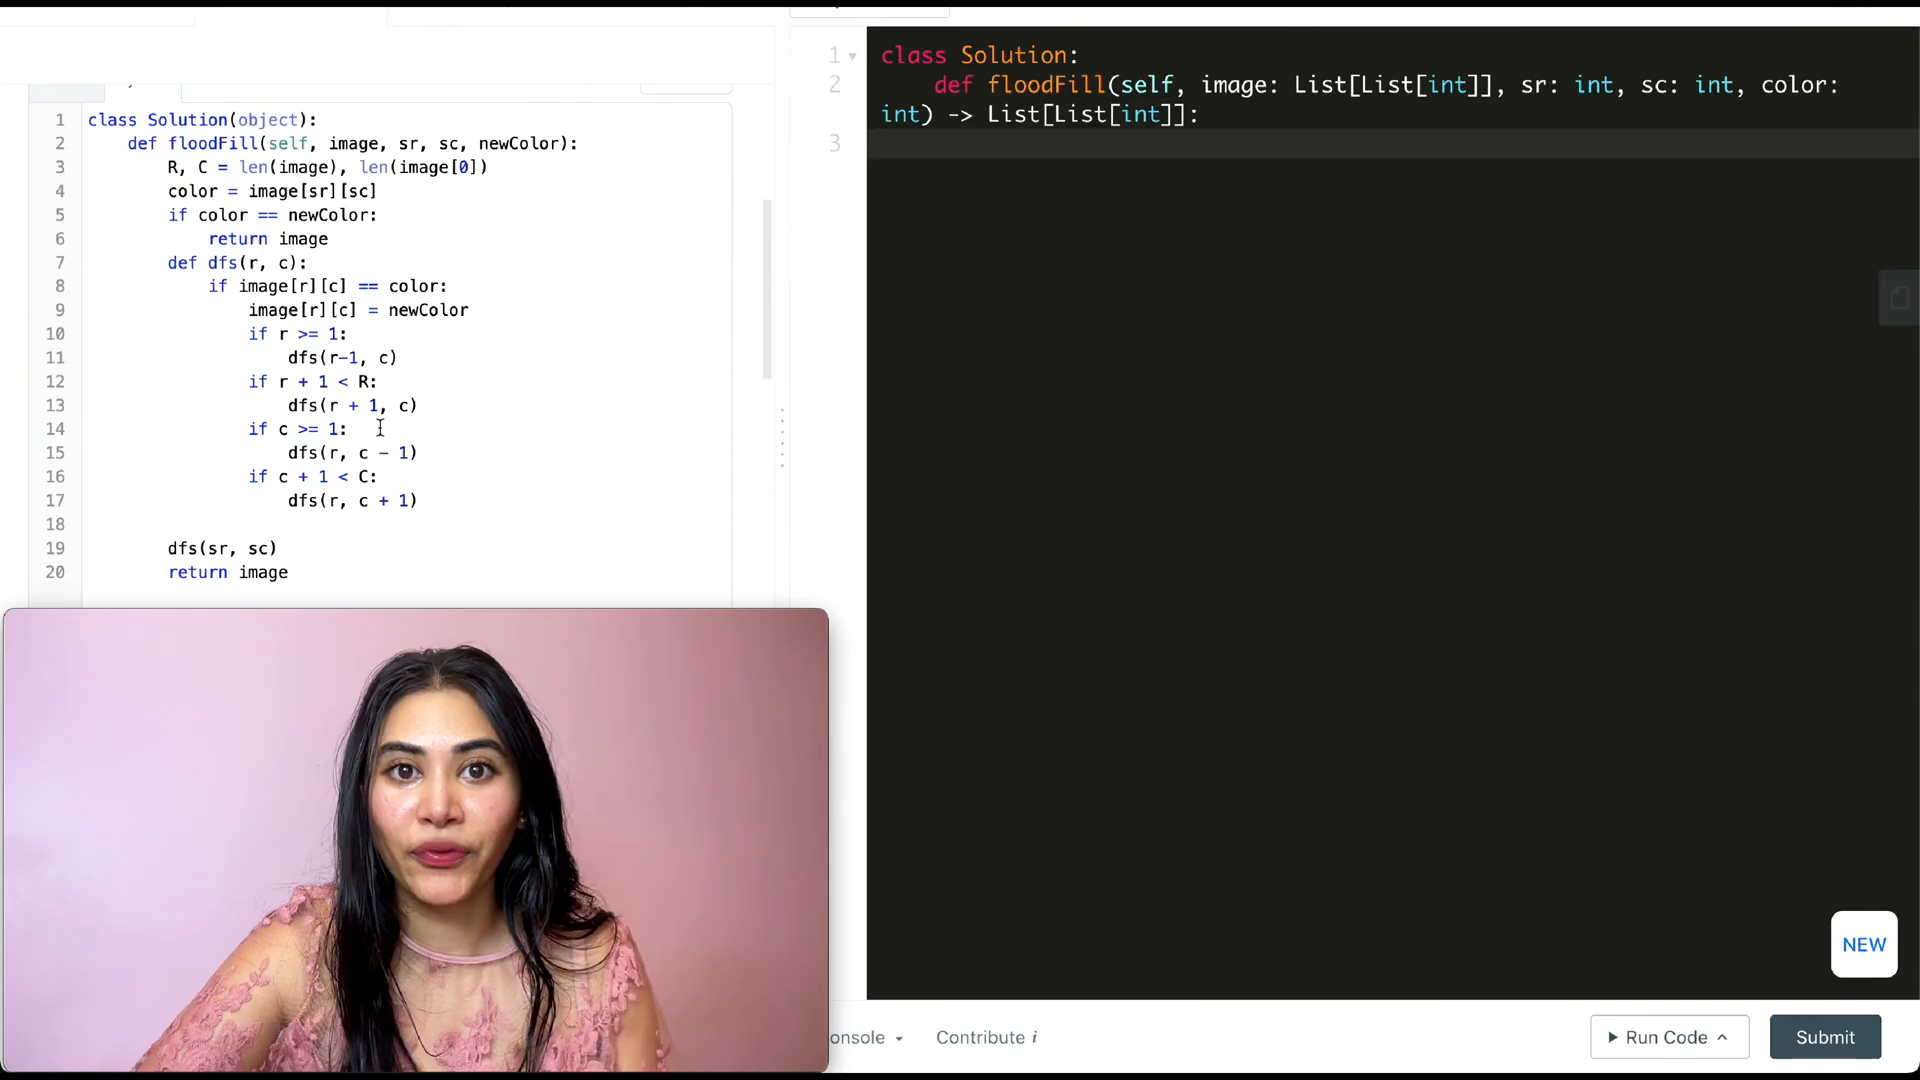 1 class Solution(object):
2 def floodFill(self, image, sr, sc, newColor):
3 R, C = len(image), len(image[0])
4 color = image[sr][sc]
5 if color == newColor:
6 return image
7 def dfs(r, c):
8 if image[r][c] == color:
9 image[r][c] = newColor
10 if r >= 1:
11 dfs(r-1, c)
12 if r + 1 < R:
13 dfs(r + 1, c)
14 if c >= 1:
15 dfs(r, c - 1)
16 if c + 1 < C:
17 dfs(r, c + 1)
18
19 dfs(sr, sc)
20 return image
1 class Solution:
2 def floodFill(self, image: List[List[int]], sr: int, sc: int, color:
int) -> List[List[int]]:
3
NEW
onsole
Contribute i
Run Code
Submit